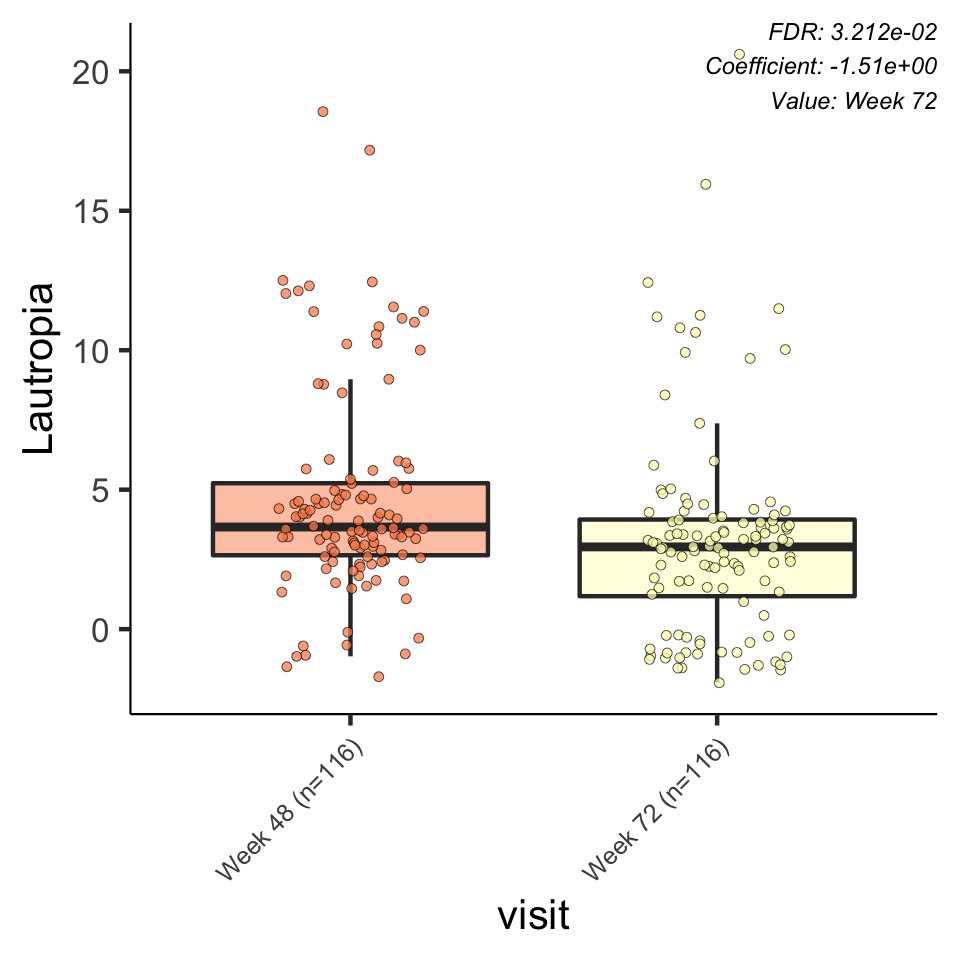 FDR: 3.212e-02
Coefficient: -1.51e+00
Value: Week 72
Lautropia
20
15
10
5
0
Week 48 (n=116)
Week 72 (n=116)
visit